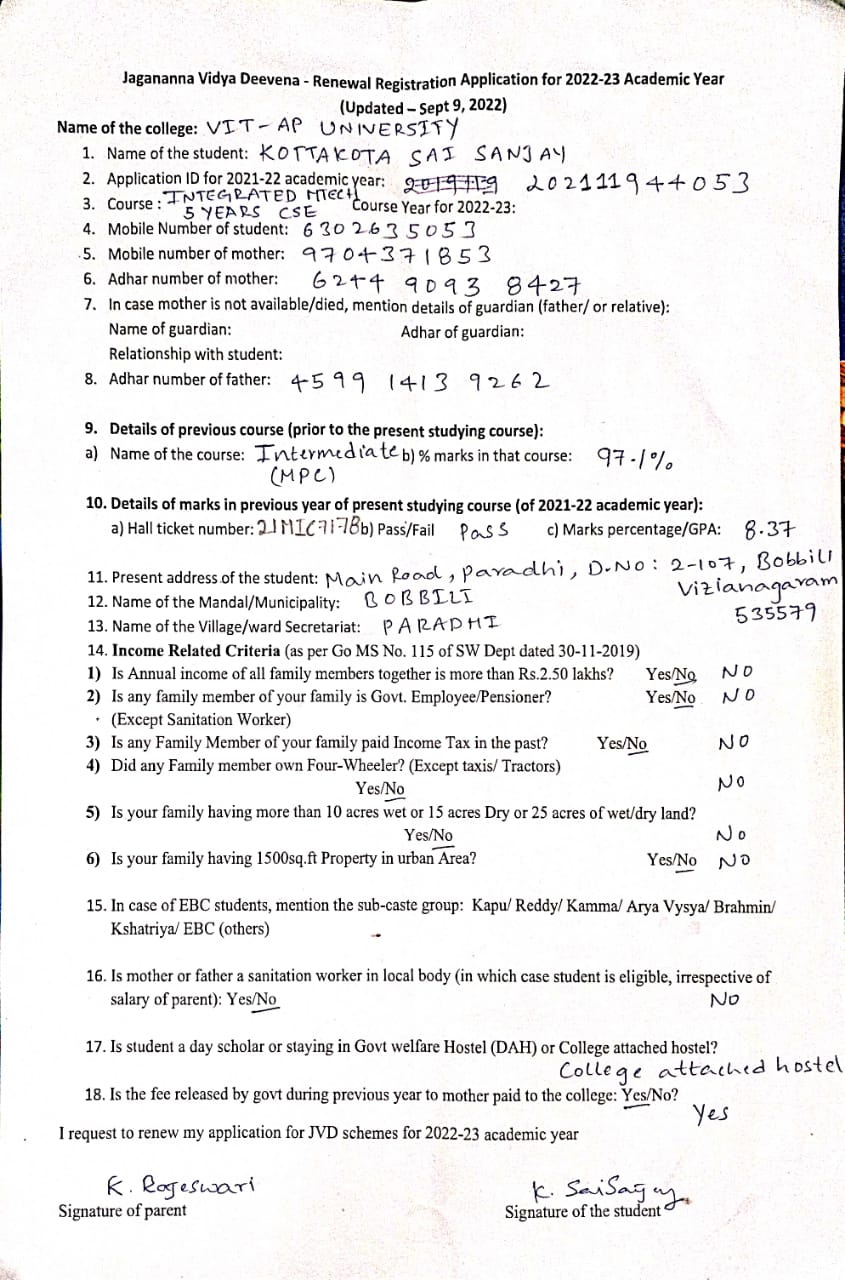 Jagananna Vidya Deevena - Renewal Registration Application for 2022-23 Academic Year
(Updated – Sept 9, 2022)
Name of the college: VIT-AP UNIVERSITY
1. Name of the student: KOTTAKOTA SAI SANJAY
2. Application ID for 2021-22 academic year: 202111944053
3. Course : INTEGRATED MTECH 5 YEARS CSE Course Year for 2022-23:
4. Mobile Number of student: 6302635053
5. Mobile number of mother: 9704371853
6. Adhar number of mother: 6244 9093 8427
7. In case mother is not available/died, mention details of guardian (father/ or relative):
Name of guardian: Adhar of guardian:
Relationship with student:
8. Adhar number of father: 4599 1413 9262
9. Details of previous course (prior to the present studying course):
a) Name of the course: Intermediate b) % marks in that course: 97.1%
(MPC)
10. Details of marks in previous year of present studying course (of 2021-22 academic year):
a) Hall ticket number: 21MIC7178 b) Pass/Fail Pass c) Marks percentage/GPA: 8.37
11. Present address of the student: Main Road, Paradhi, D.No: 2-107, Bobbili
Vizianagaram
12. Name of the Mandal/Municipality: BOBBILI
535579
13. Name of the Village/ward Secretariat: PARADHI
14. Income Related Criteria (as per Go MS No. 115 of SW Dept dated 30-11-2019)
1) Is Annual income of all family members together is more than Rs.2.50 lakhs? Yes/No NO
2) Is any family member of your family is Govt. Employee/Pensioner? Yes/No NO
(Except Sanitation Worker)
3) Is any Family Member of your family paid Income Tax in the past? Yes/No NO
4) Did any Family member own Four-Wheeler? (Except taxis/ Tractors)
Yes/No NO
5) Is your family having more than 10 acres wet or 15 acres Dry or 25 acres of wet/dry land?
Yes/No No
6) Is your family having 1500sq.ft Property in urban Area? Yes/No NO
15. In case of EBC students, mention the sub-caste group: Kapu/ Reddy/ Kamma/ Arya Vysya/ Brahmin/
Kshatriya/ EBC (others) -
16. Is mother or father a sanitation worker in local body (in which case student is eligible, irrespective of
salary of parent): Yes/No No
17. Is student a day scholar or staying in Govt welfare Hostel (DAH) or College attached hostel?
College attached hostel
18. Is the fee released by govt during previous year to mother paid to the college: Yes/No?
Yes
I request to renew my application for JVD schemes for 2022-23 academic year
K. Rajeswari K. SaiSanjay
Signature of parent Signature of the student